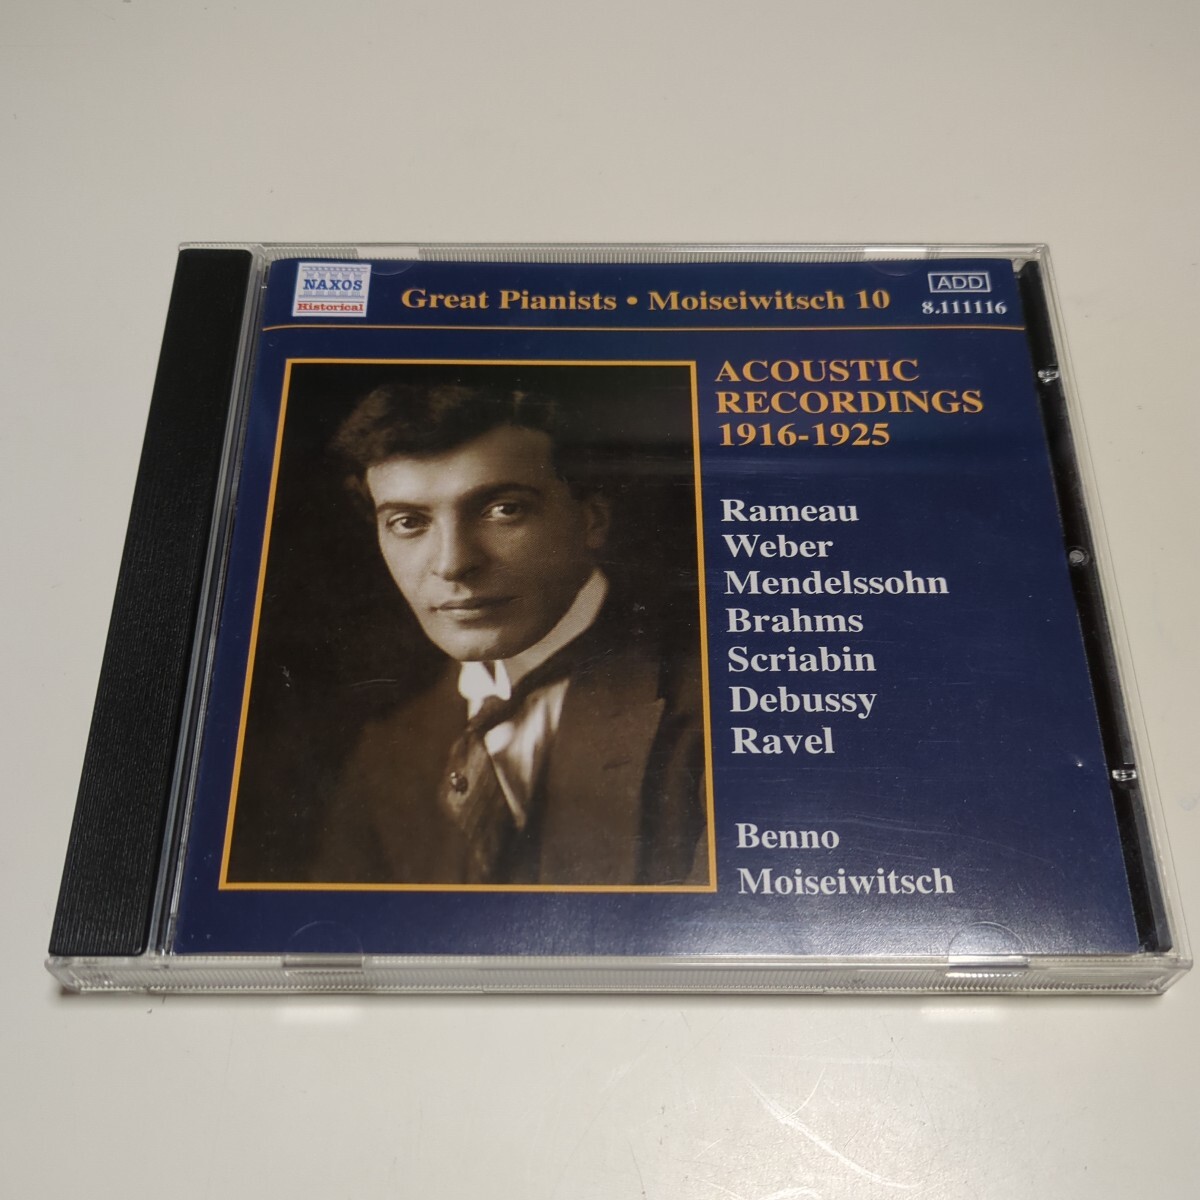 NAXOS
Historical
Great Pianists • Moiseiwitsch 10
ADD
8.111116
ACOUSTIC
RECORDINGS
1916-1925
Rameau
Weber
Mendelssohn
Brahms
Scriabin
Debussy
Ravel
Benno
Moiseiwitsch